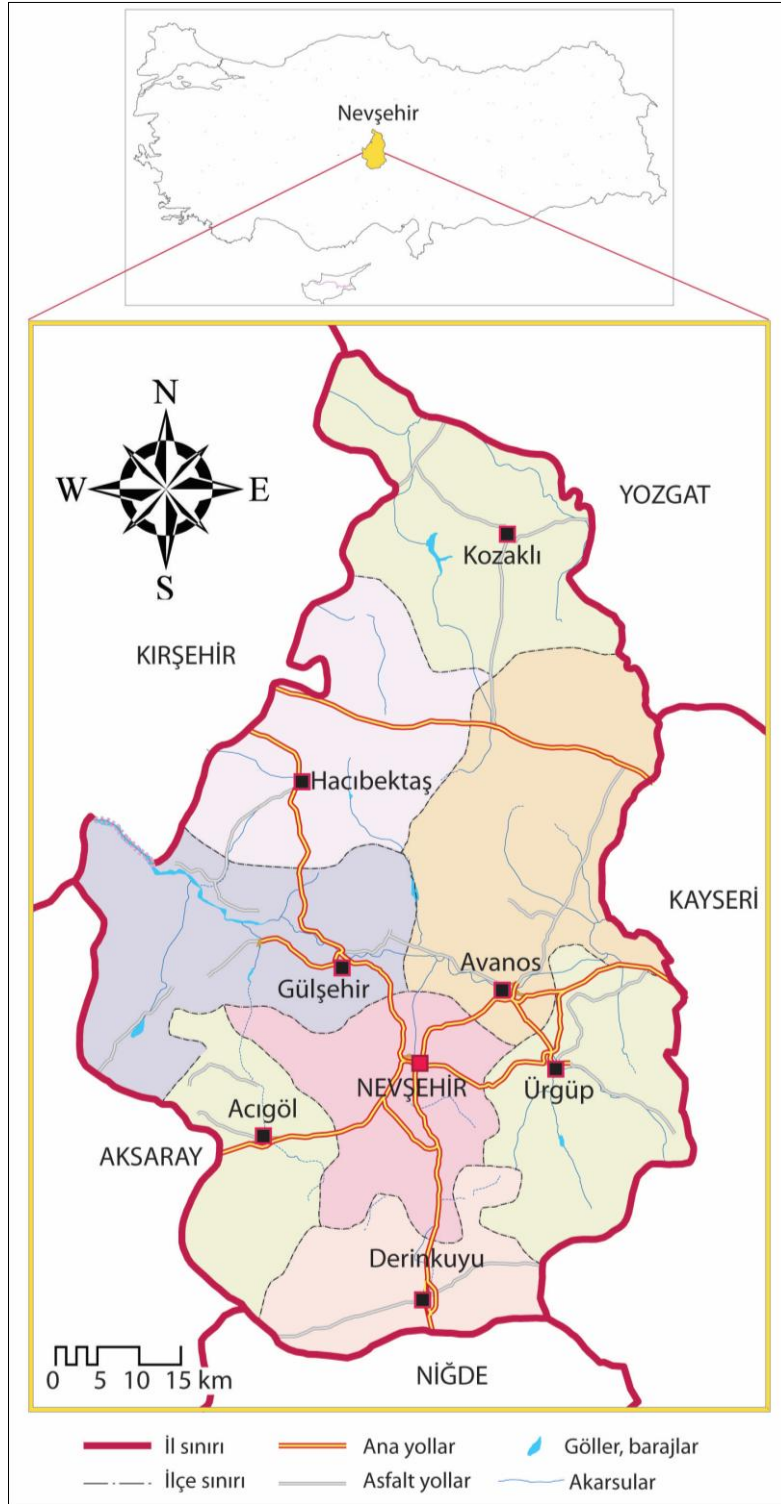 Nevşehir
N
W E
S
YOZGAT
Kozaklı
KIRŞEHİR
Hacıbektaş
KAYSERİ
Avanos
Gülşehir
NEVŞEHİR
Ürgüp
Acıgöl
AKSARAY
Derinkuyu
0 5 10 15 km
NİĞDE
İl sınırı Ana yollar Göller, barajlar
İlçe sınırı Asfalt yollar Akarsular